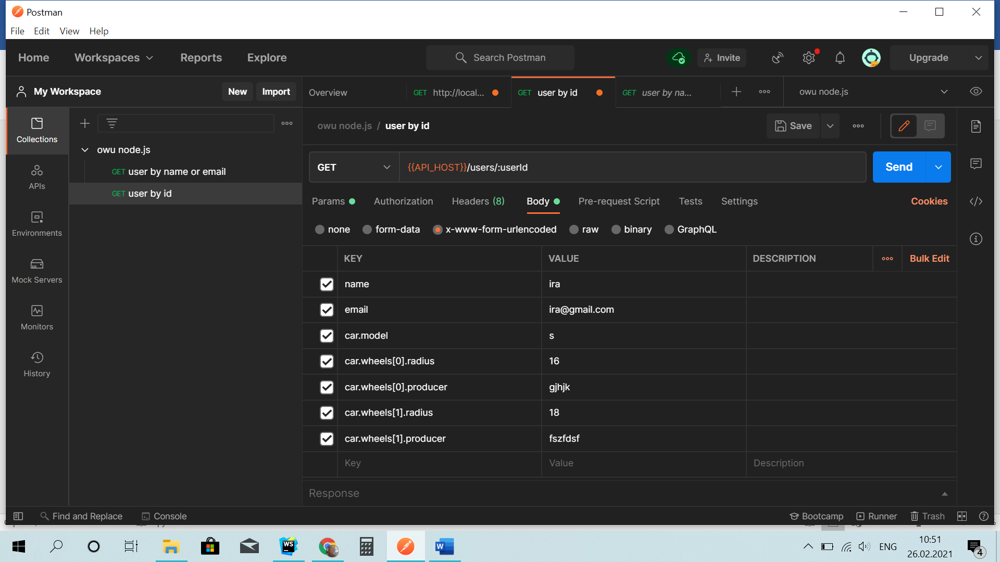 Postman
File Edit View Help
Home Workspaces Reports Explore Search Postman Invite Upgrade
My Workspace New Import Overview GET http://local... GET user by id GET user by na... owu node.js
owu node.js / user by id Save
Collections
owu node.js
GET user by name or email
GET user by id
APIs
Environments
Mock Servers
Monitors
History
GET {{API_HOST}}/users/:userId Send
Params Authorization Headers (8) Body Pre-request Script Tests Settings Cookies
none form-data x-www-form-urlencoded raw binary GraphQL
KEY VALUE DESCRIPTION Bulk Edit
name ira
email ira@gmail.com
car.model s
car.wheels[0].radius 16
car.wheels[0].producer gjhjk
car.wheels[1].radius 18
car.wheels[1].producer fszfdsf
Key Value Description
Response
Find and Replace Console Bootcamp Runner Trash
WS W ENG 10:51
26.02.2021 4